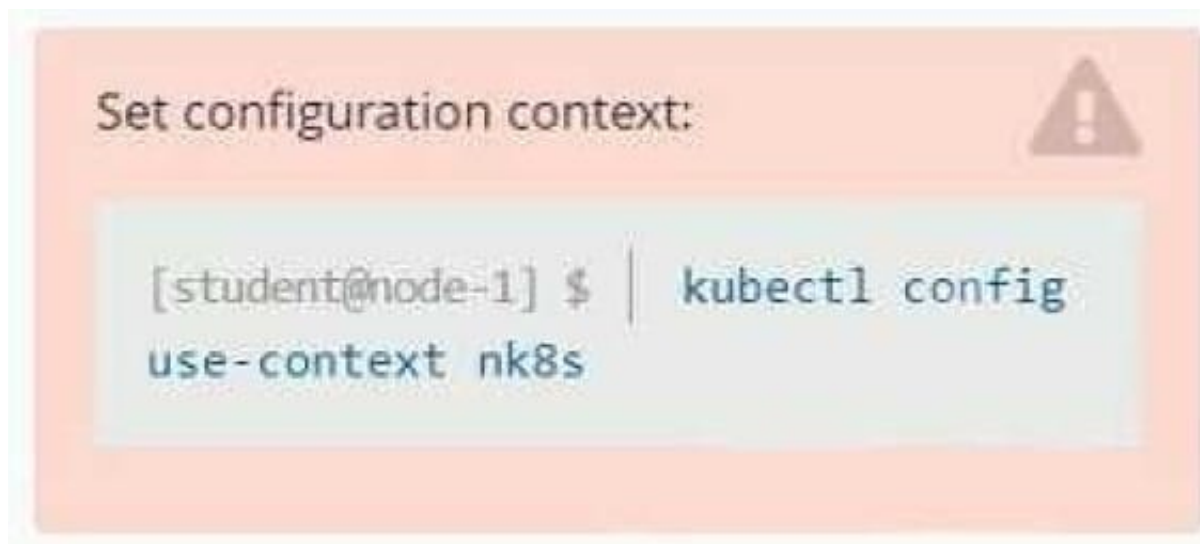 Set configuration context:
[student@node-1] $ | kubectl config
use-context nk8s